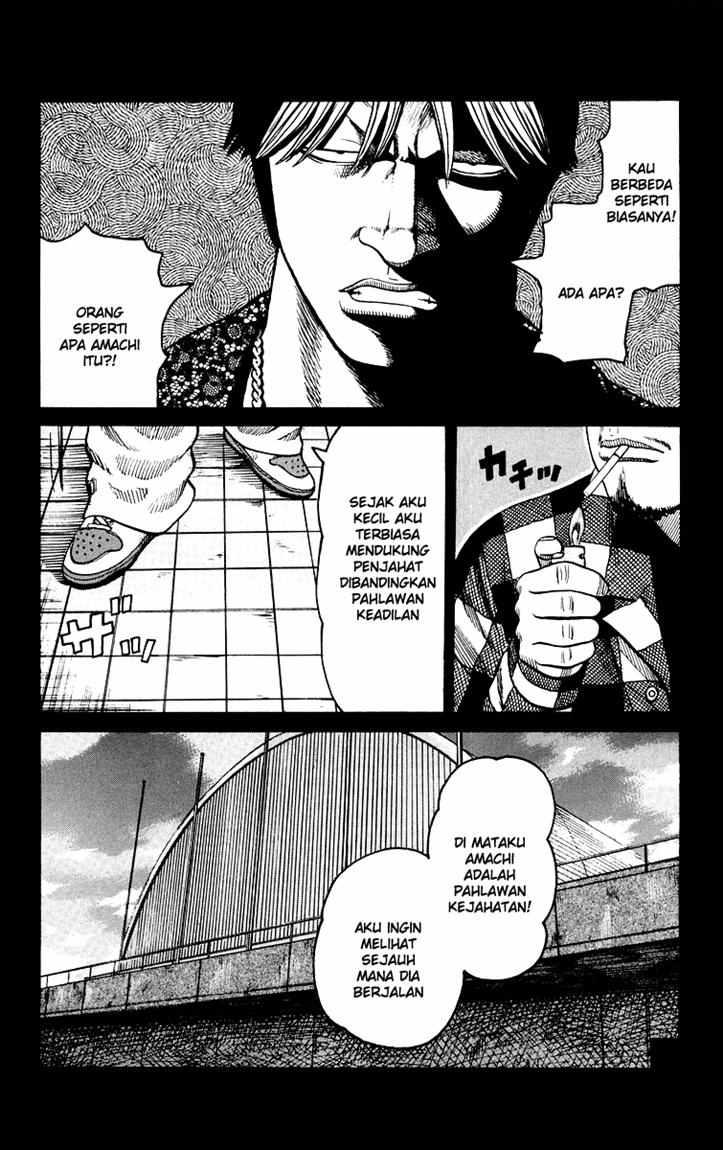 KAU
BERBEDA
SEPERTI
BIASANYA!
ADA APA?
ORANG
SEPERTI
APA AMACHI
ITU?!
カチッ
SEJAK AKU
KECIL AKU
TERBIASA
MENDUKUNG
PENJAHAT
DIBANDINGKAN
PAHLAWAN
KEADILAN
ザッ
DI MATAKU
AMACHI
ADALAH
PAHLAWAN
KEJAHATAN!
AKU INGIN
MELIHAT
SEJAUH
MANA DIA
BERJALAN